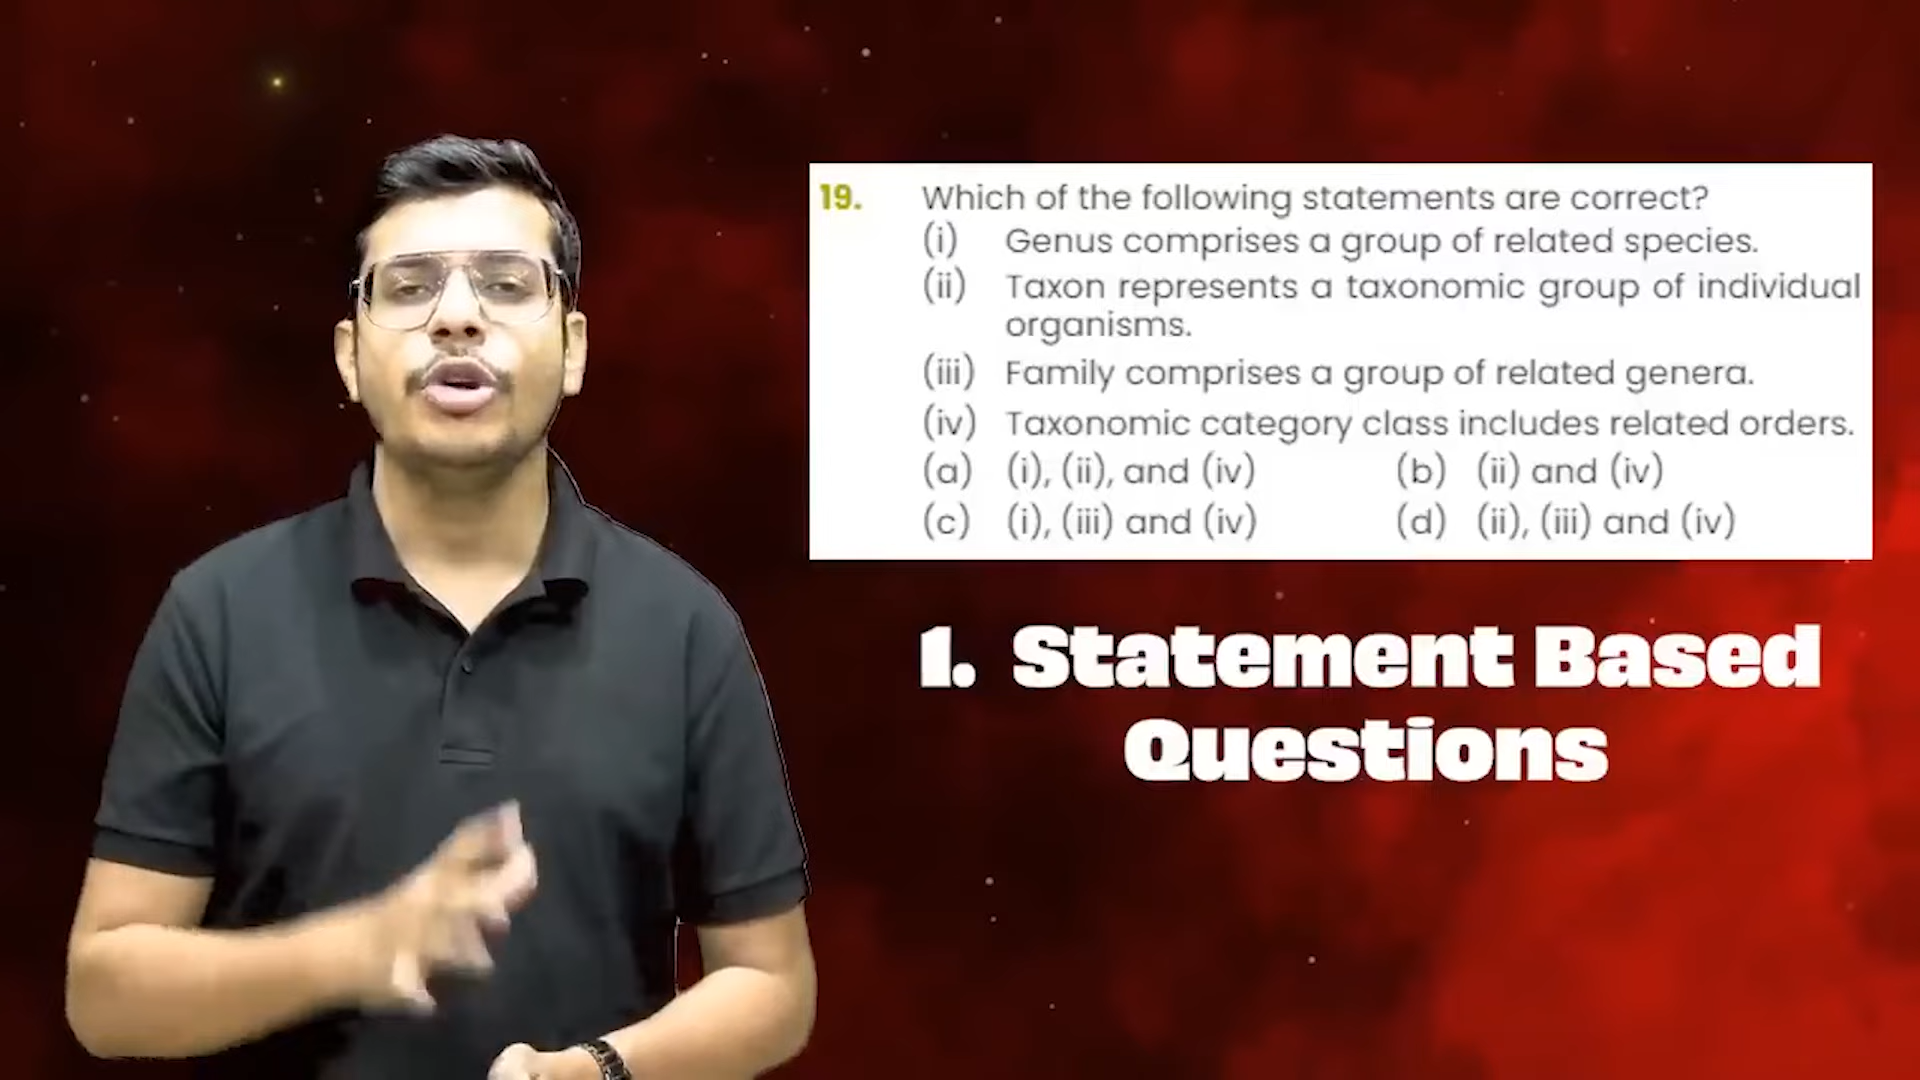 19. Which of the following statements are correct?
(i) Genus comprises a group of related species.
(ii) Taxon represents a taxonomic group of individual
organisms.
(iii) Family comprises a group of related genera.
(iv) Taxonomic category class includes related orders.
(a) (i), (ii), and (iv) (b) (ii) and (iv)
(c) (i), (iii) and (iv) (d) (ii), (iii) and (iv)
1. Statement Based
Questions